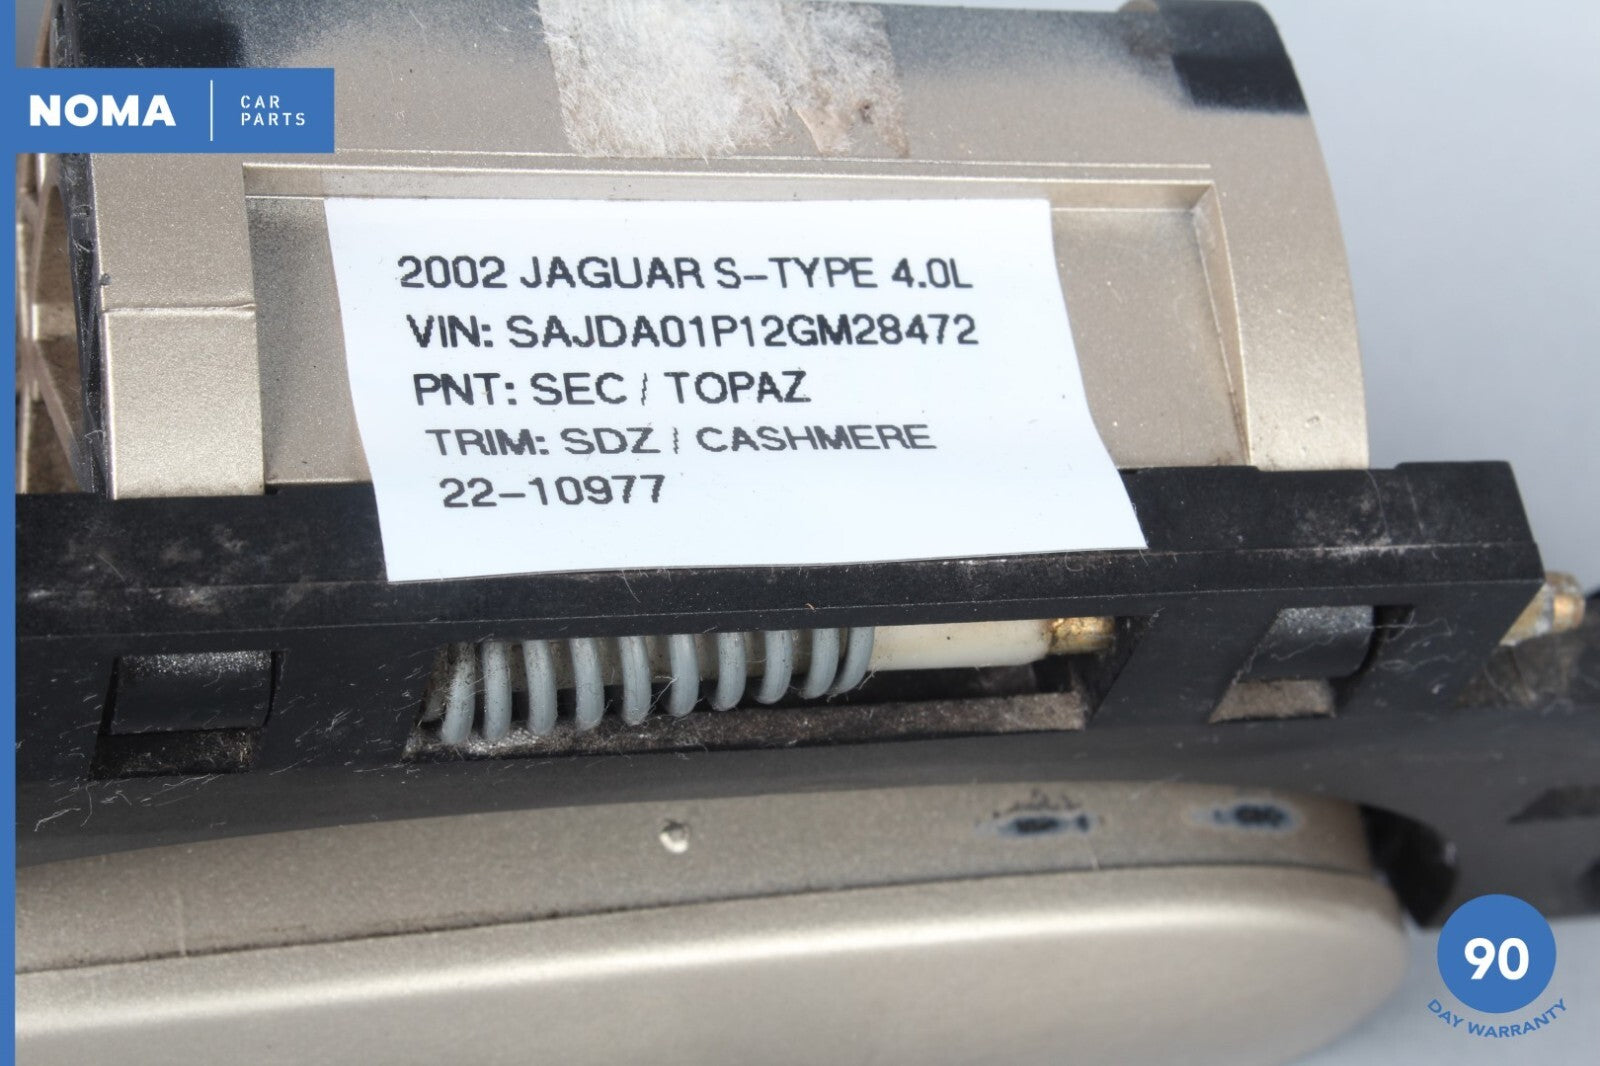 NOMA
CAR
PARTS
2002 JAGUAR S-TYPE 4.0L
VIN: SAJDA01P12GM28472
PNT: SEC / TOPAZ
TRIM: SDZ / CASHMERE
22-10977
90
DAY WARRANTY